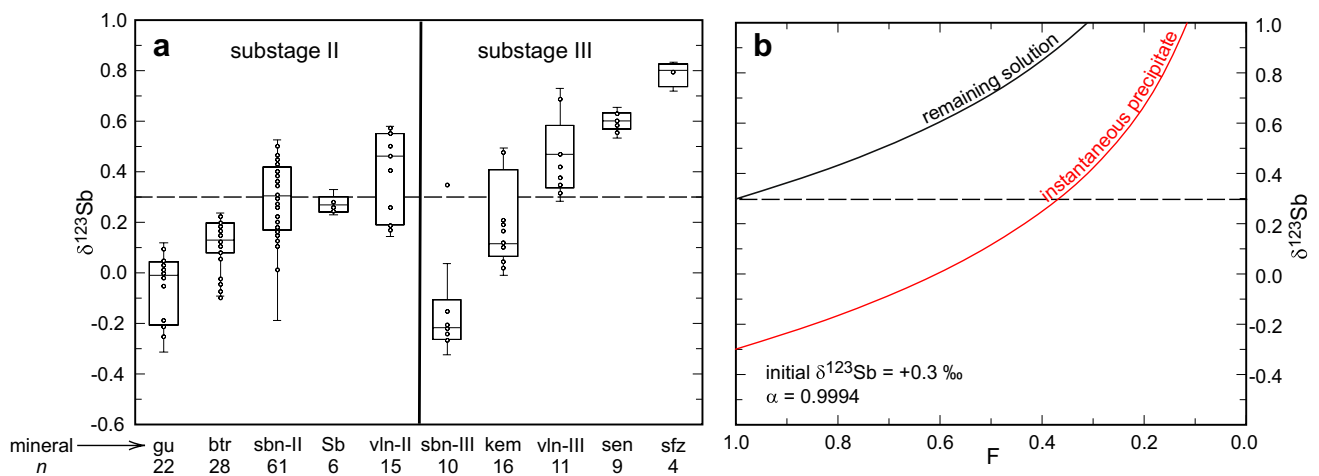 a
substage II
substage III
δ¹²³Sb
1.0
0.8
0.6
0.4
0.2
0.0
-0.2
-0.4
-0.6
mineral gu btr sbn-II Sb vln-II sbn-III kem vln-III sen sfz
n 22 28 61 6 15 10 16 11 9 4
b
remaining solution
instantaneous precipitate
initial δ¹²³Sb = +0.3 ‰
α = 0.9994
1.0
0.8
0.6
0.4
0.2
0.0
-0.2
-0.4
δ¹²³Sb
1.0 0.8 0.6 0.4 0.2 0.0
F